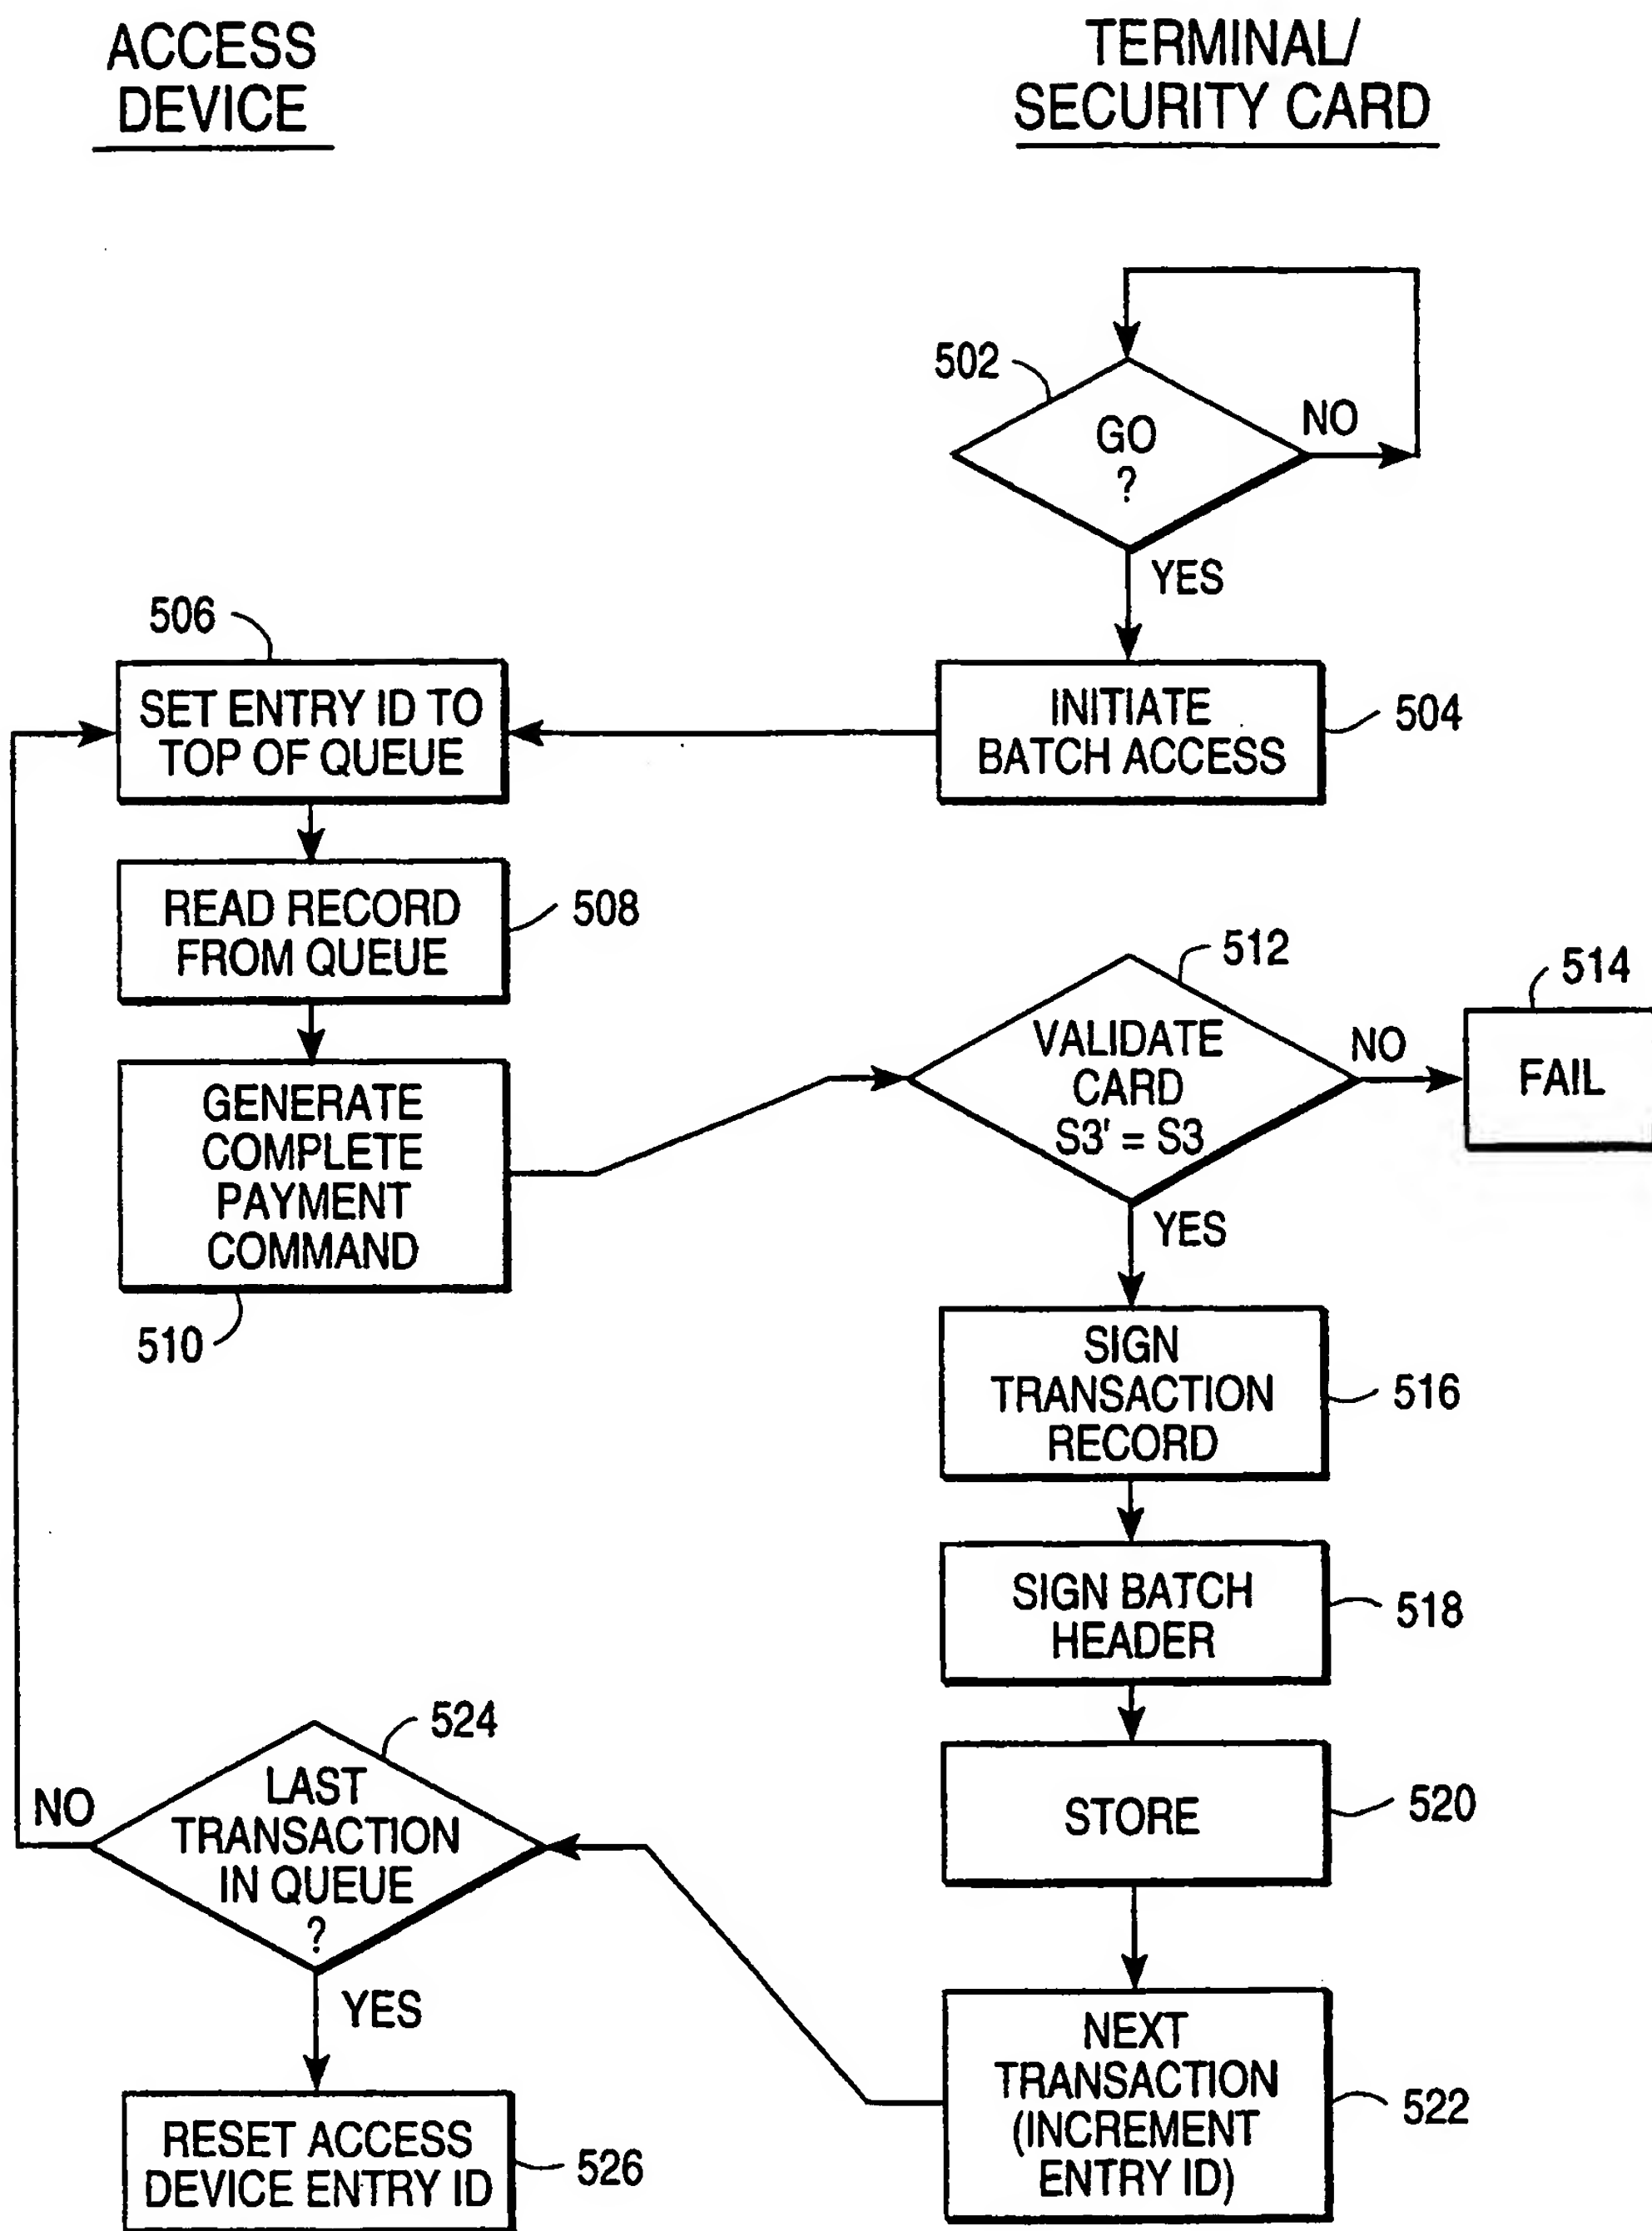 ACCESS
DEVICE
TERMINAL/
SECURITY CARD
502
GO
?
NO
YES
506
SET ENTRY ID TO
TOP OF QUEUE
INITIATE
BATCH ACCESS
504
READ RECORD
FROM QUEUE
508
512
VALIDATE
CARD
S3' = S3
NO
514
FAIL
GENERATE
COMPLETE
PAYMENT
COMMAND
510
YES
SIGN
TRANSACTION
RECORD
516
SIGN BATCH
HEADER
518
524
LAST
TRANSACTION
IN QUEUE
?
NO
STORE
520
YES
NEXT
TRANSACTION
(INCREMENT
ENTRY ID)
522
RESET ACCESS
DEVICE ENTRY ID
526